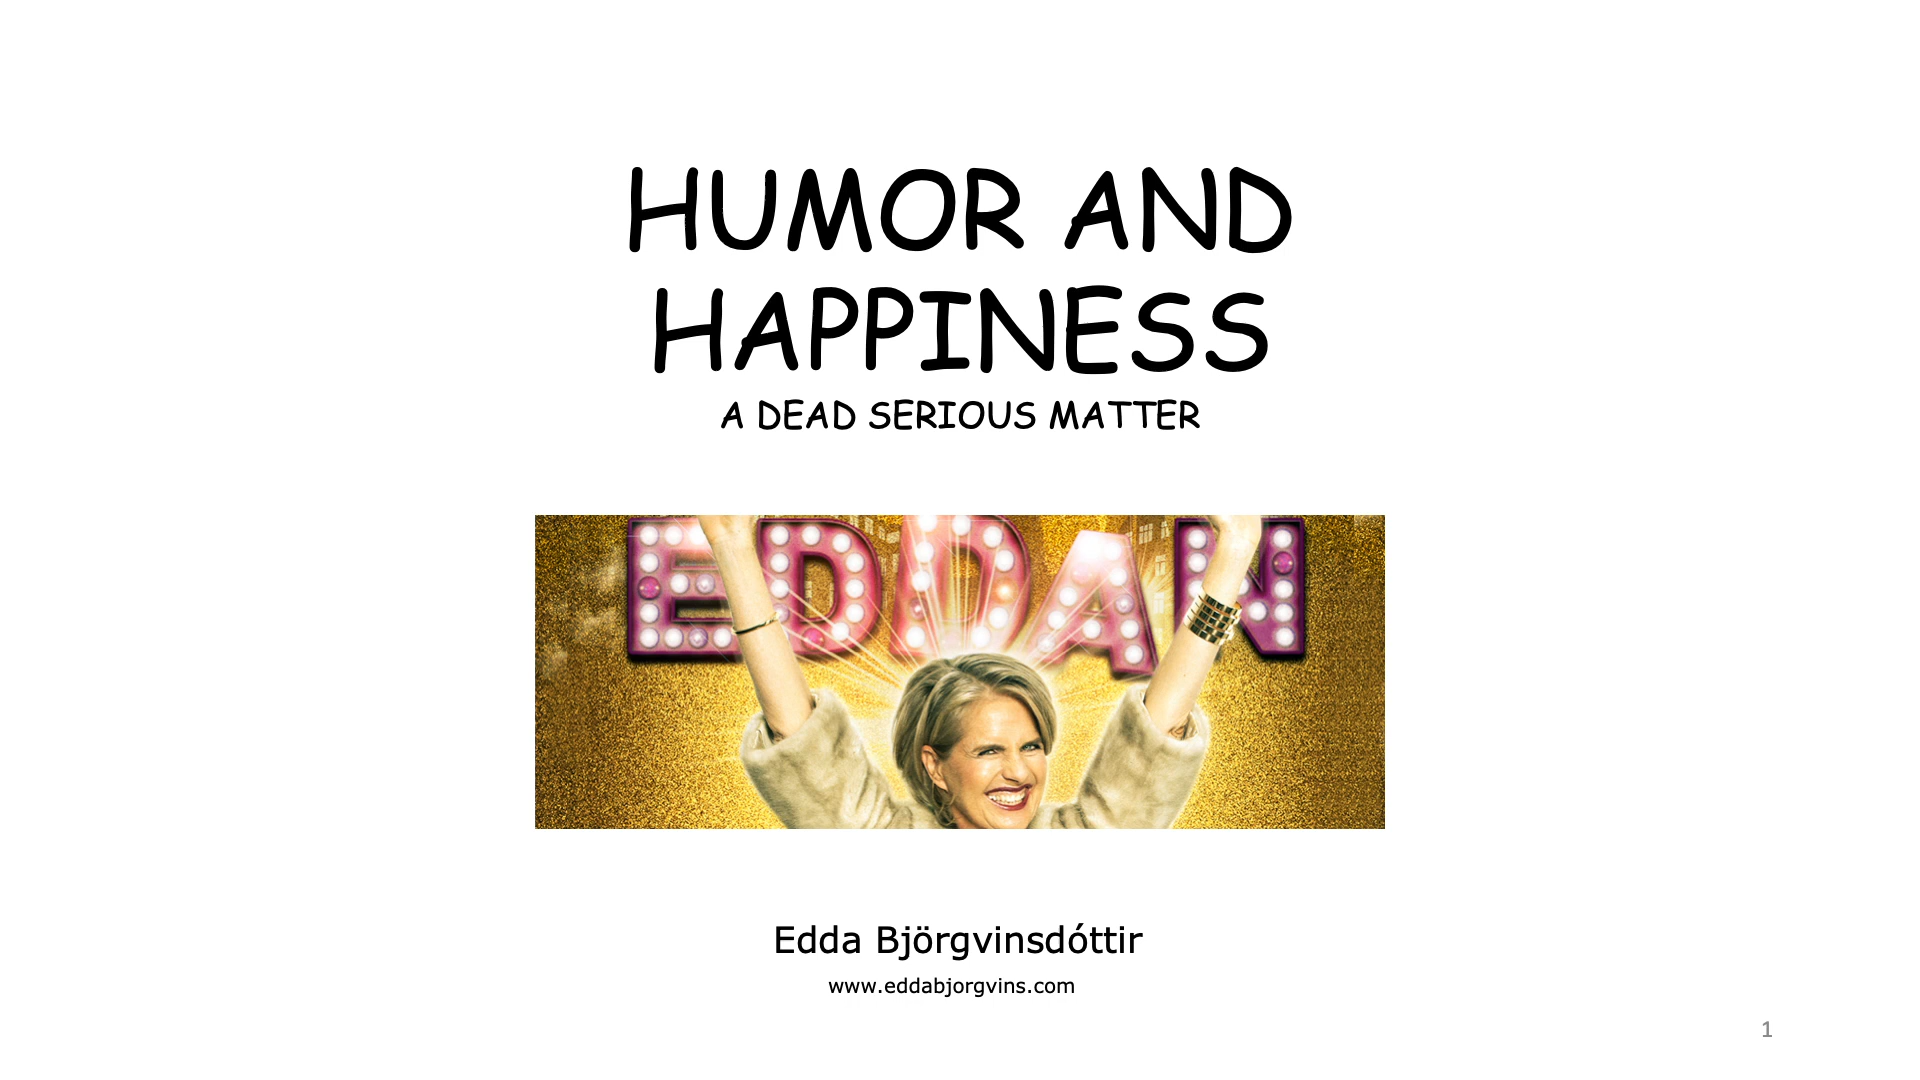 HUMOR AND
HAPPINESS
A DEAD SERIOUS MATTER
EDDAN
Edda Björgvinsdóttir
www.eddabjorgvins.com
1